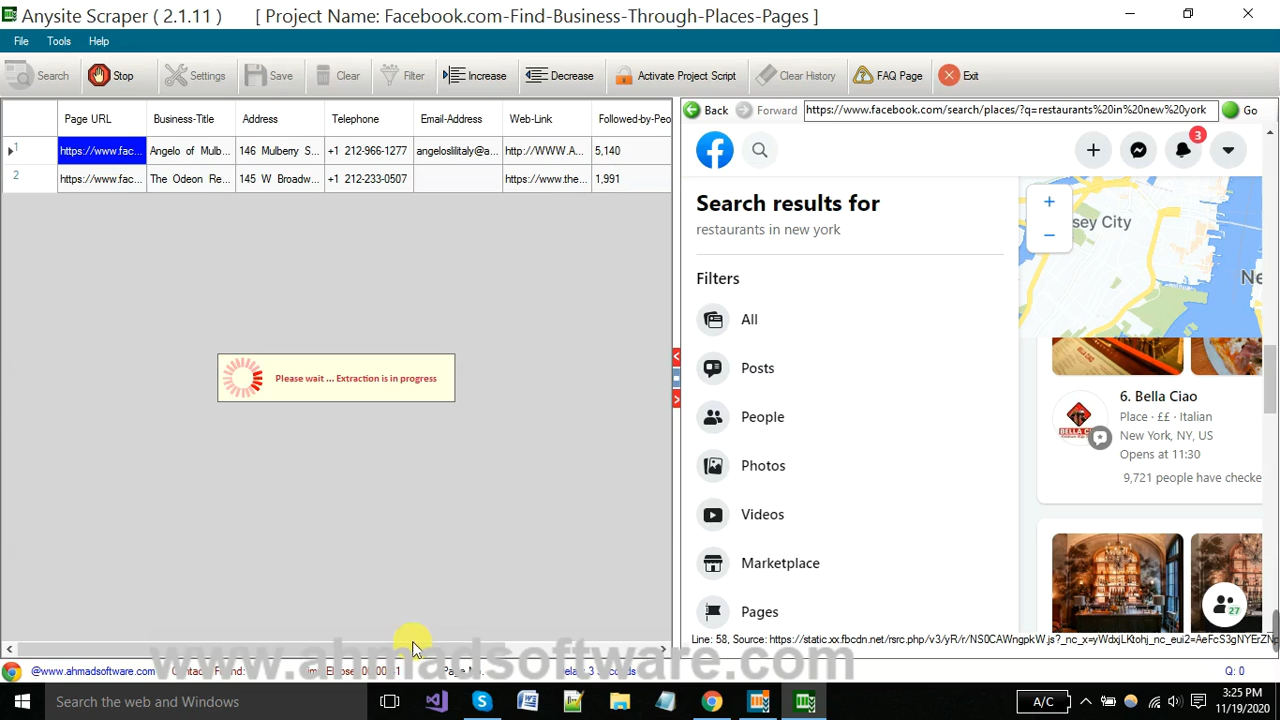 Anysite Scraper ( 2.1.11 ) [ Project Name: Facebook.com-Find-Business-Through-Places-Pages ]
File Tools Help
Search Stop Settings Save Clear Filter Increase Decrease Activate Project Script Clear History FAQ Page Exit
Page URL Business-Title Address Telephone Email-Address Web-Link Followed-by-Peo
1 https://www.fac... Angelo of Mulb... 146 Mulberry S... +1 212-966-1277 angeloslilitaly@a... http://WWW.A... 5,140
2 https://www.fac... The Odeon Re... 145 W Broadw... +1 212-233-0507 https://www.the... 1,991
Please wait ... Extraction is in progress
Back Forward https://www.facebook.com/search/places/?q=restaurants%20in%20new%20york Go
3
Search results for
restaurants in new york
Filters
All
Posts
People
Photos
Videos
Marketplace
Pages
sey City
Ne
6. Bella Ciao
Place · ££ · Italian
New York, NY, US
Opens at 11:30
9,721 people have checke
27
Line: 58, Source: https://static.xx.fbcdn.net/rsrc.php/v3/yR/r/NS0CAWngpkW.js?_nc_x=yWdxjLKtohj_nc_eui2=AeFcS3gNYErZN
www.ahmadsoftware.com
@www.ahmadsoftware.com
Q: 0
Search the web and Windows
A/C
3:25 PM
11/19/2020